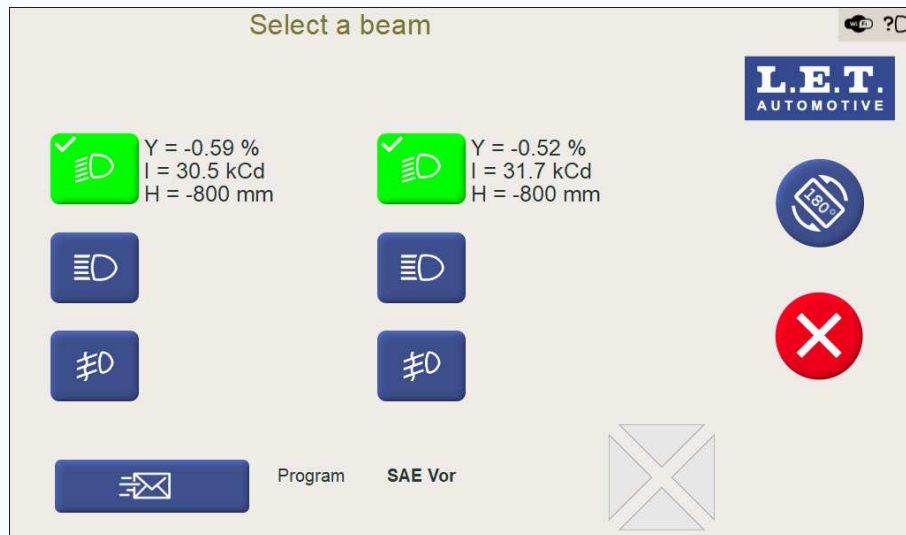 Select a beam
WiFi
?
L.E.T.
AUTOMOTIVE
Y = -0.59 %
I = 30.5 kCd
H = -800 mm
Y = -0.52 %
I = 31.7 kCd
H = -800 mm
180°
Program SAE Vor